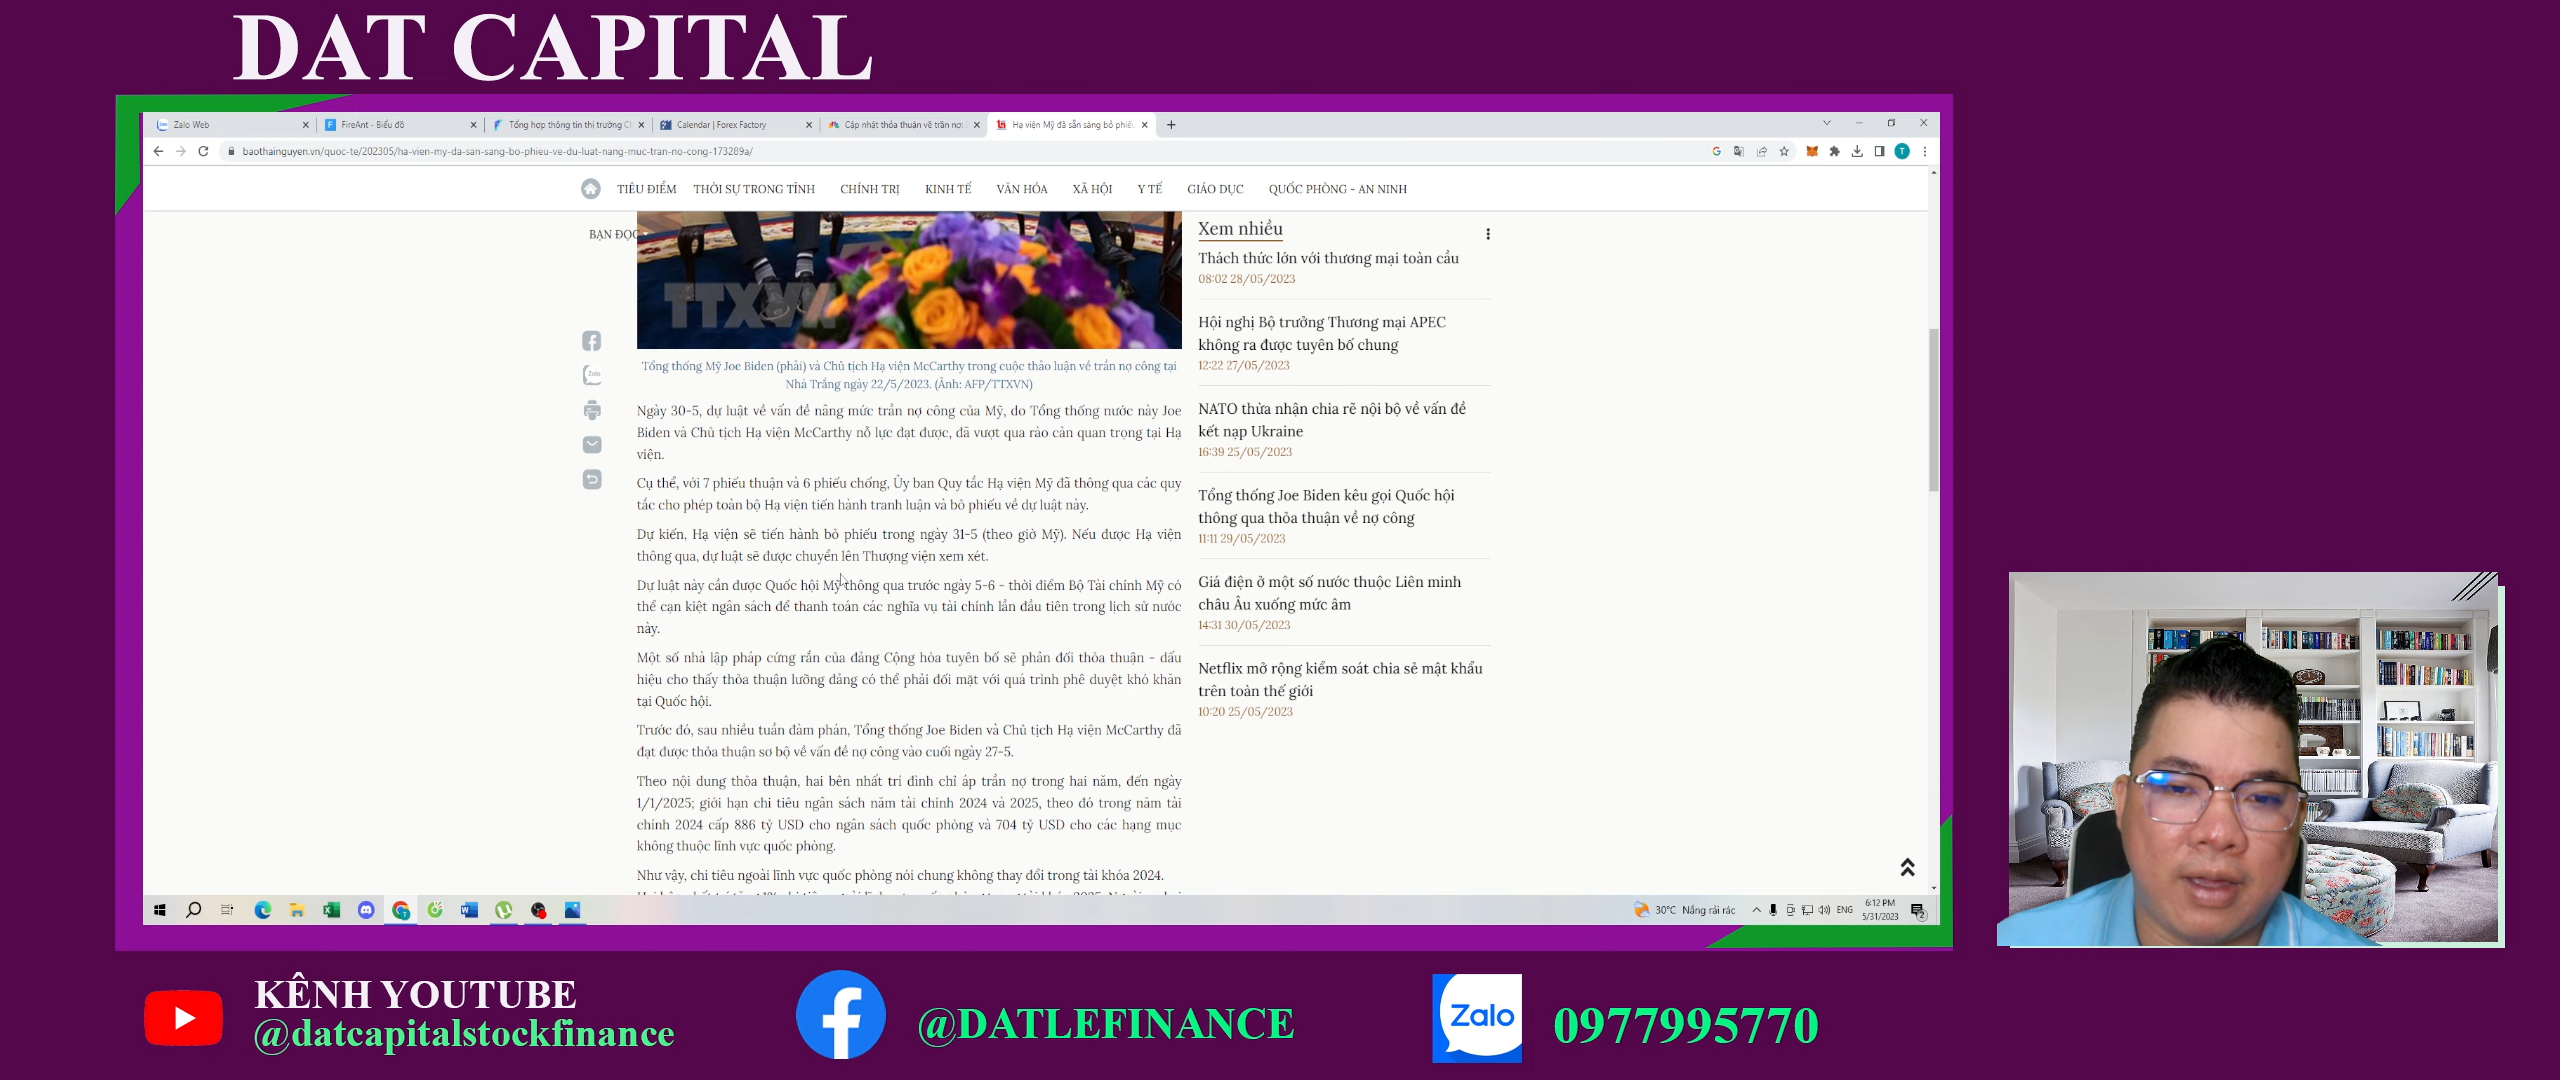 DAT CAPITAL
Zalo Web
FireAnt - Biểu đồ
Tổng hợp thông tin thị trường Ch
Calendar | Forex Factory
Cập nhật thỏa thuận về trần nợ:
Hạ viện Mỹ đã sẵn sàng bỏ phiếu
baothainguyen.vn/quoc-te/202305/ha-vien-my-da-san-sang-bo-phieu-ve-du-luat-nang-muc-tran-no-cong-173289a/
TIÊU ĐIỂM THỜI SỰ TRONG TỈNH CHÍNH TRỊ KINH TẾ VĂN HÓA XÃ HỘI Y TẾ GIÁO DỤC QUỐC PHÒNG - AN NINH
BẠN ĐỌC
TTXVN
Tổng thống Mỹ Joe Biden (phải) và Chủ tịch Hạ viện McCarthy trong cuộc thảo luận về trần nợ công tại
Nhà Trắng ngày 22/5/2023. (Ảnh: AFP/TTXVN)
Ngày 30-5, dự luật về vấn đề nâng mức trần nợ công của Mỹ, do Tổng thống nước này Joe
Biden và Chủ tịch Hạ viện McCarthy nỗ lực đạt được, đã vượt qua rào cản quan trọng tại Hạ
viện.
Cụ thể, với 7 phiếu thuận và 6 phiếu chống, Ủy ban Quy tắc Hạ viện Mỹ đã thông qua các quy
tắc cho phép toàn bộ Hạ viện tiến hành tranh luận và bỏ phiếu về dự luật này.
Dự kiến, Hạ viện sẽ tiến hành bỏ phiếu trong ngày 31-5 (theo giờ Mỹ). Nếu được Hạ viện
thông qua, dự luật sẽ được chuyển lên Thượng viện xem xét.
Dự luật này cần được Quốc hội Mỹ thông qua trước ngày 5-6 - thời điểm Bộ Tài chính Mỹ có
thể cạn kiệt ngân sách để thanh toán các nghĩa vụ tài chính lần đầu tiên trong lịch sử nước
này.
Một số nhà lập pháp cứng rắn của đảng Cộng hòa tuyên bố sẽ phản đối thỏa thuận - dấu
hiệu cho thấy thỏa thuận lưỡng đảng có thể phải đối mặt với quá trình phê duyệt khó khăn
tại Quốc hội.
Trước đó, sau nhiều tuần đàm phán, Tổng thống Joe Biden và Chủ tịch Hạ viện McCarthy đã
đạt được thỏa thuận sơ bộ về vấn đề nợ công vào cuối ngày 27-5.
Theo nội dung thỏa thuận, hai bên nhất trí đình chỉ áp trần nợ trong hai năm, đến ngày
1/1/2025; giới hạn chi tiêu ngân sách năm tài chính 2024 và 2025, theo đó trong năm tài
chính 2024 cấp 886 tỷ USD cho ngân sách quốc phòng và 704 tỷ USD cho các hạng mục
không thuộc lĩnh vực quốc phòng.
Như vậy, chi tiêu ngoài lĩnh vực quốc phòng nói chung không thay đổi trong tài khóa 2024.
Xem nhiều
Thách thức lớn với thương mại toàn cầu
08:02 28/05/2023
Hội nghị Bộ trưởng Thương mại APEC
không ra được tuyên bố chung
12:22 27/05/2023
NATO thừa nhận chia rẽ nội bộ về vấn đề
kết nạp Ukraine
16:39 25/05/2023
Tổng thống Joe Biden kêu gọi Quốc hội
thông qua thỏa thuận về nợ công
11:11 29/05/2023
Giá điện ở một số nước thuộc Liên minh
châu Âu xuống mức âm
14:31 30/05/2023
Netflix mở rộng kiểm soát chia sẻ mật khẩu
trên toàn thế giới
10:20 25/05/2023
30°C Nắng rải rác
ENG
6:12 PM
5/31/2023
KÊNH YOUTUBE
@datcapitalstockfinance
@DATLEFINANCE
Zalo
0977995770